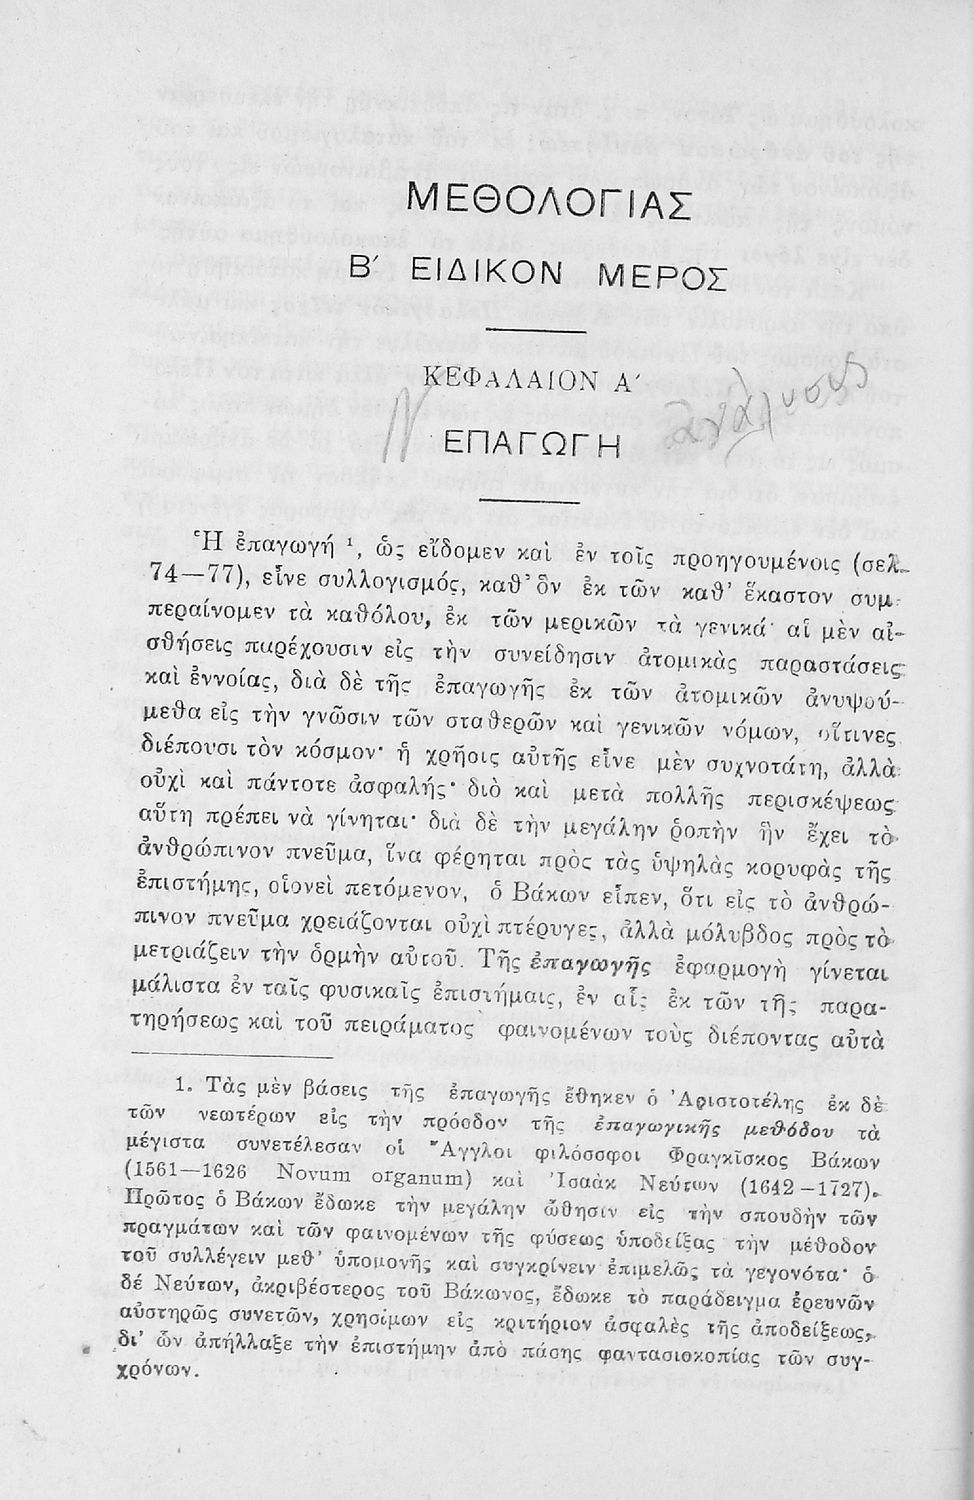 ΜΕΘΟΛΟΓΙΑΣ
Β′ ΕΙΔΙΚΟΝ ΜΕΡΟΣ
ΚΕΦΑΛΑΙΟΝ Α′
ΕΠΑΓΩΓΗ
Ἡ ἐπαγωγή ¹, ὡς εἴδομεν καὶ ἐν τοῖς προηγουμένοις (σελ.
74—77), εἶνε συλλογισμός, καθ᾽ ὃν ἐκ τῶν καθ᾽ ἕκαστον συμ-
περαίνομεν τὰ καθόλου, ἐκ τῶν μερικῶν τὰ γενικά· αἱ μὲν αἰ-
σθήσεις παρέχουσιν εἰς τὴν συνείδησιν ἀτομικὰς παραστάσεις
καὶ ἐννοίας, διὰ δὲ τῆς ἐπαγωγῆς ἐκ τῶν ἀτομικῶν ἀνυψού-
μεθα εἰς τὴν γνῶσιν τῶν σταθερῶν καὶ γενικῶν νόμων, οἵτινες
διέπουσι τὸν κόσμον· ἡ χρῆσις αὐτῆς εἶνε μὲν συχνοτάτη, ἀλλὰ
οὐχὶ καὶ πάντοτε ἀσφαλής· διὸ καὶ μετὰ πολλῆς περισκέψεως
αὕτη πρέπει νὰ γίνηται· διὰ δὲ τὴν μεγάλην ῥοπὴν ἣν ἔχει τὸ
ἀνθρώπινον πνεῦμα, ἵνα φέρηται πρὸς τὰς ὑψηλὰς κορυφὰς τῆς
ἐπιστήμης, οἱονεὶ πετόμενον, ὁ Βάκων εἶπεν, ὅτι εἰς τὸ ἀνθρώ-
πινον πνεῦμα χρειάζονται οὐχὶ πτέρυγες, ἀλλὰ μόλυβδος πρὸς τὸ
μετριάζειν τὴν ὁρμὴν αὐτοῦ. Τῆς ἐπαγωγῆς ἐφαρμογὴ γίνεται
μάλιστα ἐν ταῖς φυσικαῖς ἐπιστήμαις, ἐν αἷς ἐκ τῶν τῆς παρα-
τηρήσεως καὶ τοῦ πειράματος φαινομένων τοὺς διέποντας αὐτὰ
1. Τὰς μὲν βάσεις τῆς ἐπαγωγῆς ἔθηκεν ὁ Ἀριστοτέλης ἐκ δὲ
τῶν νεωτέρων εἰς τὴν πρόοδον τῆς ἐπαγωγικῆς μεθόδου τὰ
μέγιστα συνετέλεσαν οἱ Ἄγγλοι φιλόσοφοι Φραγκῖσκος Βάκων
(1561—1626 Novum organum) καὶ Ἰσαὰκ Νεύτων (1642—1727).
Πρῶτος ὁ Βάκων ἔδωκε τὴν μεγάλην ὤθησιν εἰς τὴν σπουδὴν τῶν
πραγμάτων καὶ τῶν φαινομένων τῆς φύσεως ὑποδείξας τὴν μέθοδον
τοῦ συλλέγειν μεθ᾽ ὑπομονῆς καὶ συγκρίνειν ἐπιμελῶς τὰ γεγονότα· ὁ
δέ Νεύτων, ἀκριβέστερος τοῦ Βάκωνος, ἔδωκε τὸ παράδειγμα ἐρευνῶν
αὐστηρῶς συνετῶν, χρησίμων εἰς κριτήριον ἀσφαλὲς τῆς ἀποδείξεως,
δι᾽ ὧν ἀπήλλαξε τὴν ἐπιστήμην ἀπὸ πάσης φαντασιοκοπίας τῶν συγ-
χρόνων.